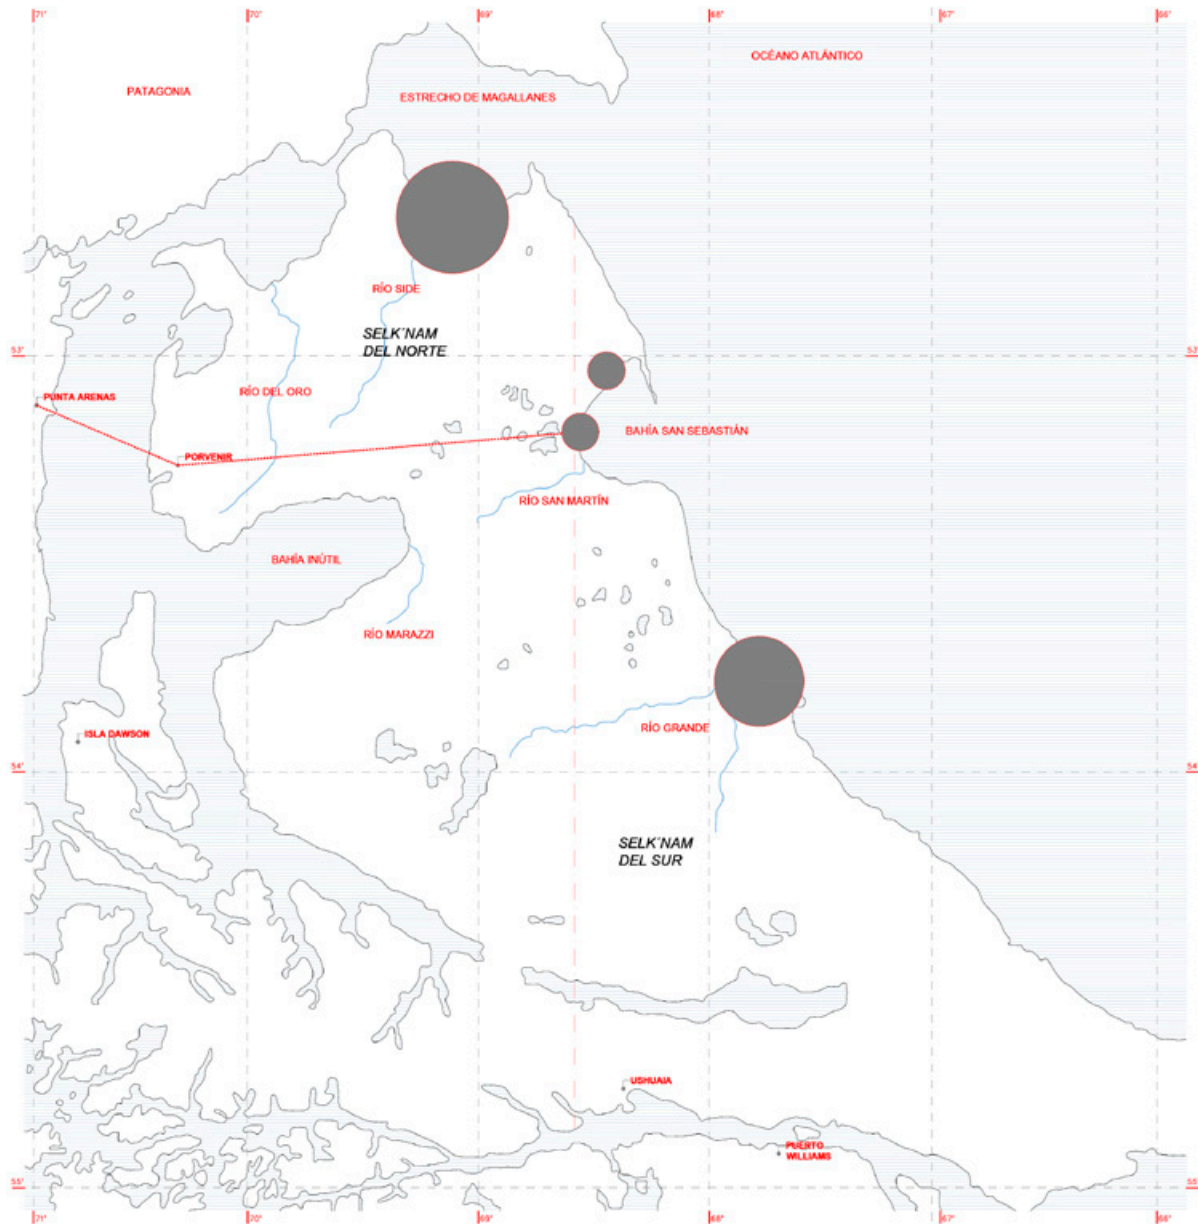 71°
70°
69°
68°
67°
66°
OCÉANO ATLÁNTICO
PATAGONIA
ESTRECHO DE MAGALLANES
RÍO SIDE
SELK´NAM
DEL NORTE
53°
53°
RÍO DEL ORO
PUNTA ARENAS
BAHÍA SAN SEBASTIÁN
PORVENIR
RÍO SAN MARTÍN
BAHÍA INÚTIL
RÍO MARAZZI
RÍO GRANDE
ISLA DAWSON
54°
54°
SELK´NAM
DEL SUR
USHUAIA
PUERTO
WILLIAMS
55°
55°
71°
70°
69°
68°
67°
66°